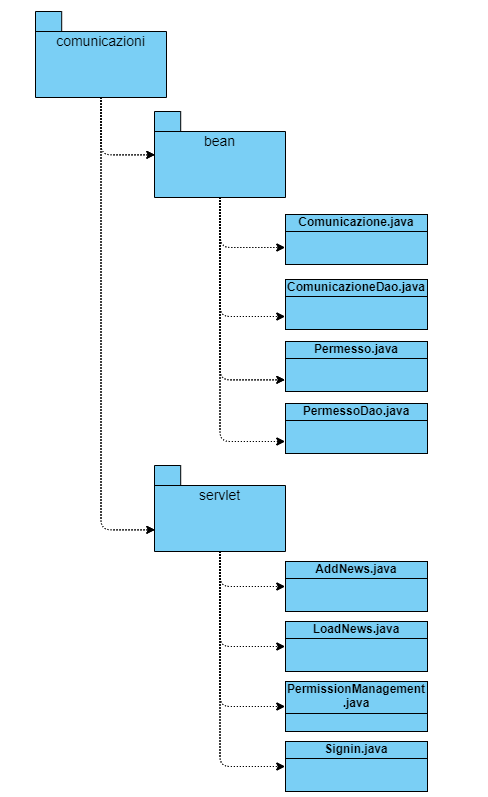 comunicazioni
bean
Comunicazione.java
ComunicazioneDao.java
Permesso.java
PermessoDao.java
servlet
AddNews.java
LoadNews.java
PermissionManagement
.java
Signin.java